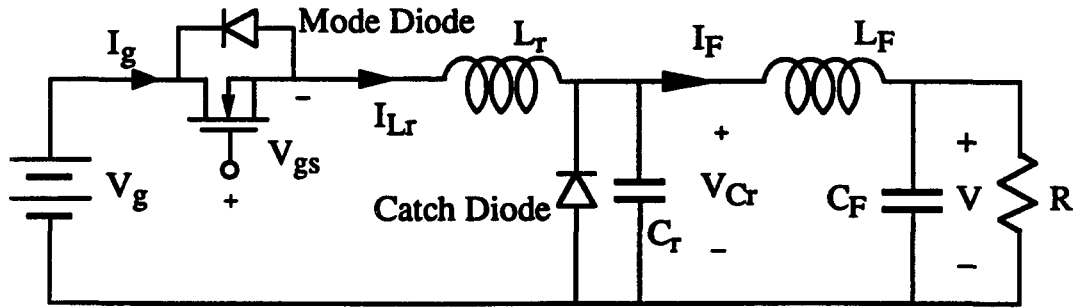 Mode Diode
I_g
L_r
I_F
L_F
−
I_Lr
V_gs
+
V_g
Catch Diode
C_r
+
V_Cr
−
C_F
+
V
−
R